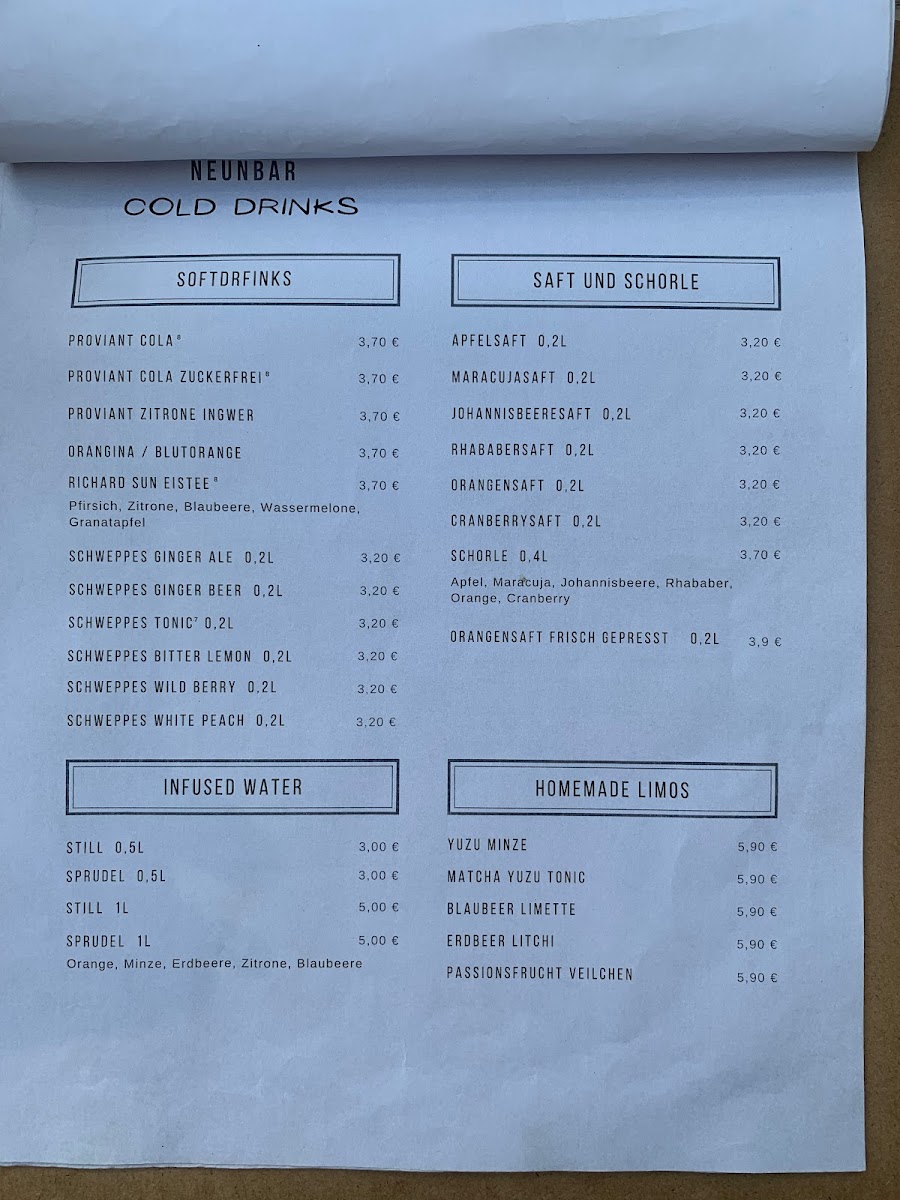 NEUNBAR
COLD DRINKS
SOFTDRFINKS
PROVIANT COLA⁸ 3,70 €
PROVIANT COLA ZUCKERFREI⁸ 3,70 €
PROVIANT ZITRONE INGWER 3,70 €
ORANGINA / BLUTORANGE 3,70 €
RICHARD SUN EISTEE⁸ 3,70 €
Pfirsich, Zitrone, Blaubeere, Wassermelone,
Granatapfel
SCHWEPPES GINGER ALE 0,2L 3,20 €
SCHWEPPES GINGER BEER 0,2L 3,20 €
SCHWEPPES TONIC⁷ 0,2L 3,20 €
SCHWEPPES BITTER LEMON 0,2L 3,20 €
SCHWEPPES WILD BERRY 0,2L 3,20 €
SCHWEPPES WHITE PEACH 0,2L 3,20 €
SAFT UND SCHORLE
APFELSAFT 0,2L 3,20 €
MARACUJASAFT 0,2L 3,20 €
JOHANNISBEERESAFT 0,2L 3,20 €
RHABABERSAFT 0,2L 3,20 €
ORANGENSAFT 0,2L 3,20 €
CRANBERRYSAFT 0,2L 3,20 €
SCHORLE 0,4L 3,70 €
Apfel, Maracuja, Johannisbeere, Rhababer,
Orange, Cranberry
ORANGENSAFT FRISCH GEPRESST 0,2L 3,9 €
INFUSED WATER
STILL 0,5L 3,00 €
SPRUDEL 0,5L 3,00 €
STILL 1L 5,00 €
SPRUDEL 1L 5,00 €
Orange, Minze, Erdbeere, Zitrone, Blaubeere
HOMEMADE LIMOS
YUZU MINZE 5,90 €
MATCHA YUZU TONIC 5,90 €
BLAUBEER LIMETTE 5,90 €
ERDBEER LITCHI 5,90 €
PASSIONSFRUCHT VEILCHEN 5,90 €